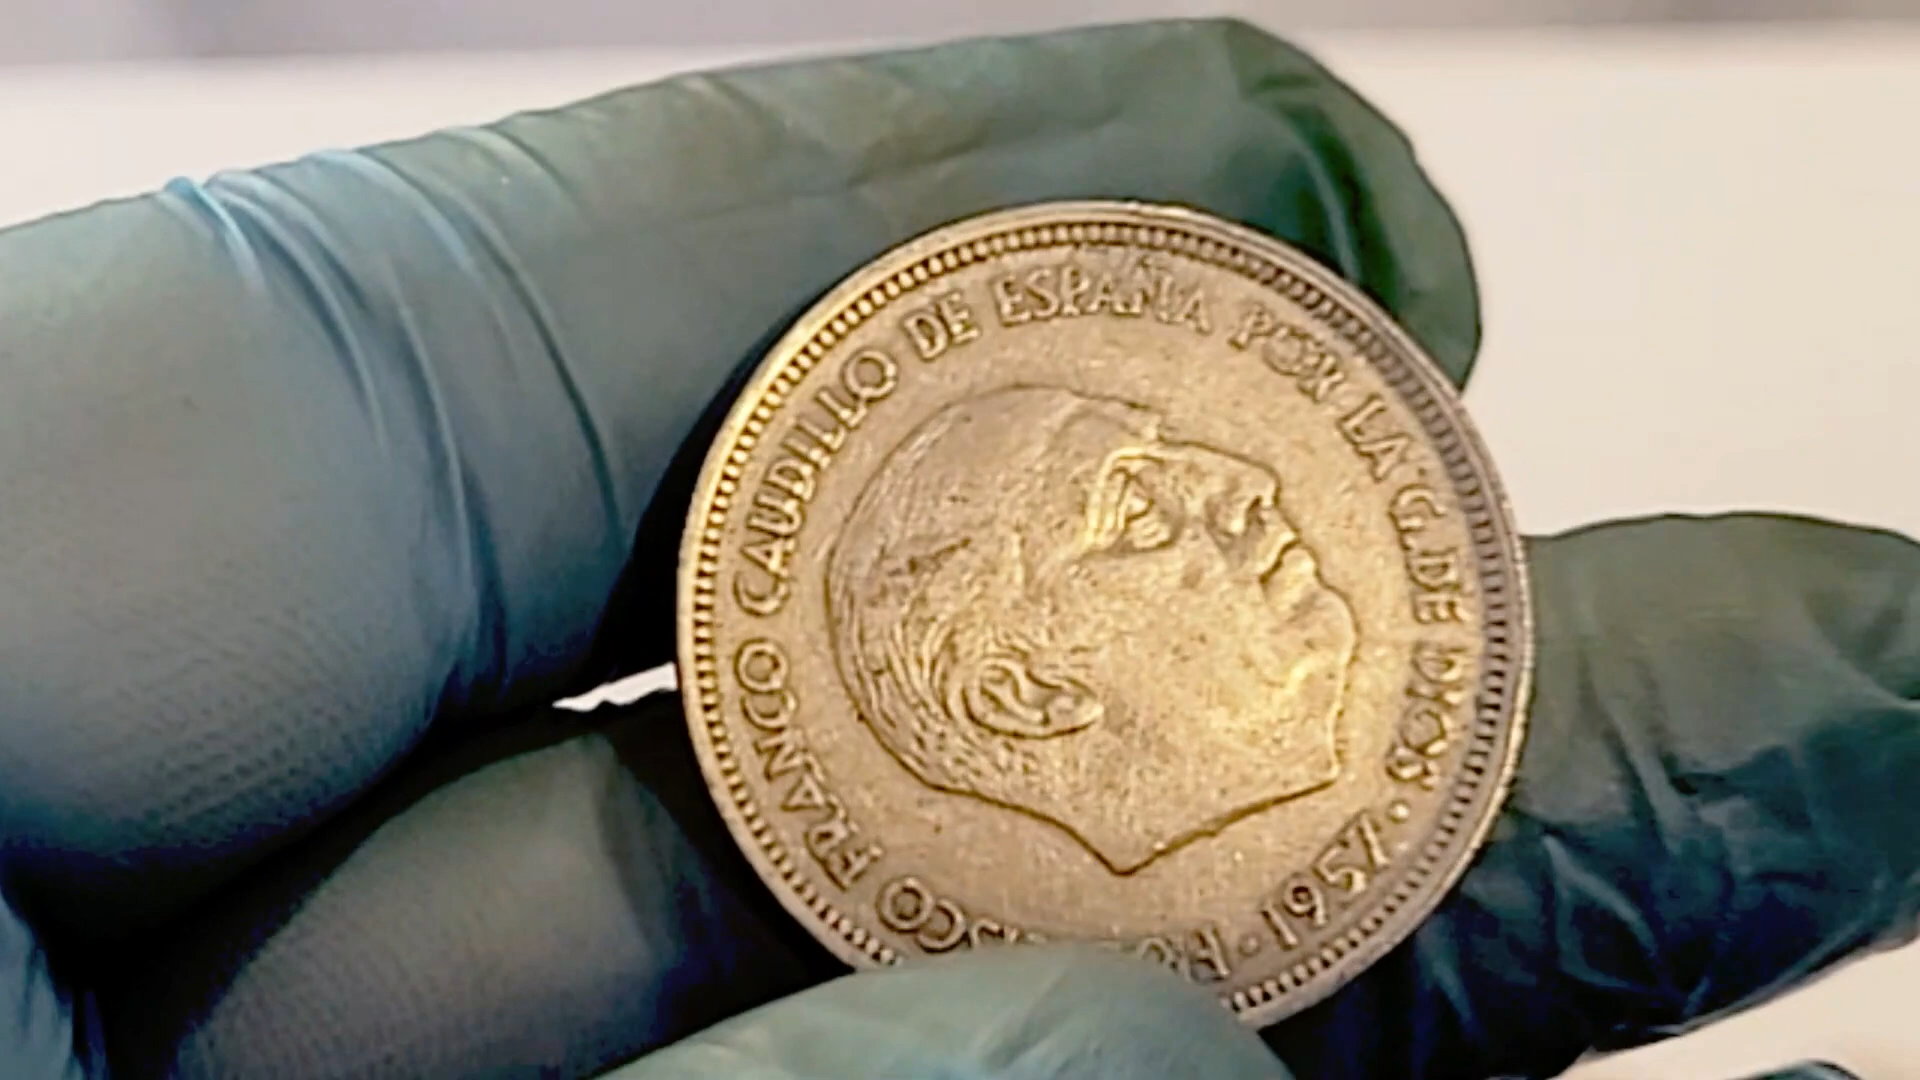 FRANCO CAUDILLO DE ESPAÑA POR LA G. DE DIOS · 1957 ·